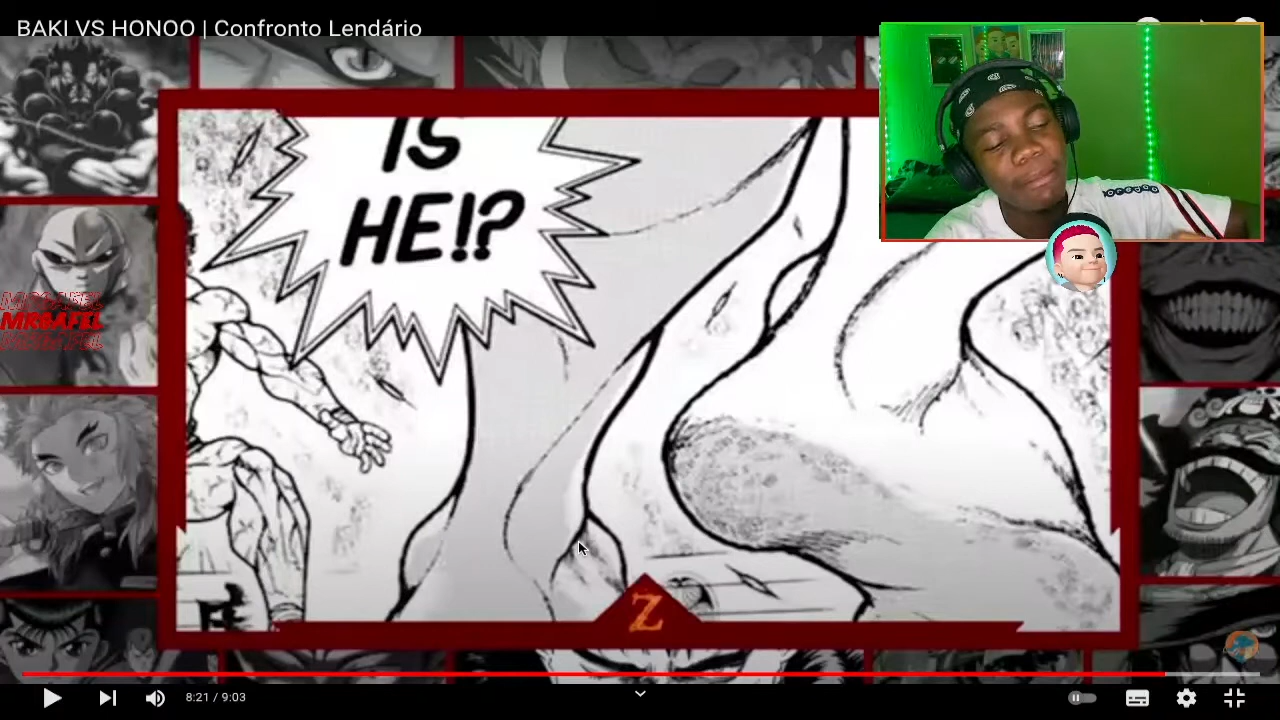 BAKI VS HONOO | Confronto Lendário
IS
HE!?
MRGAFEL
Z
8:21 / 9:03